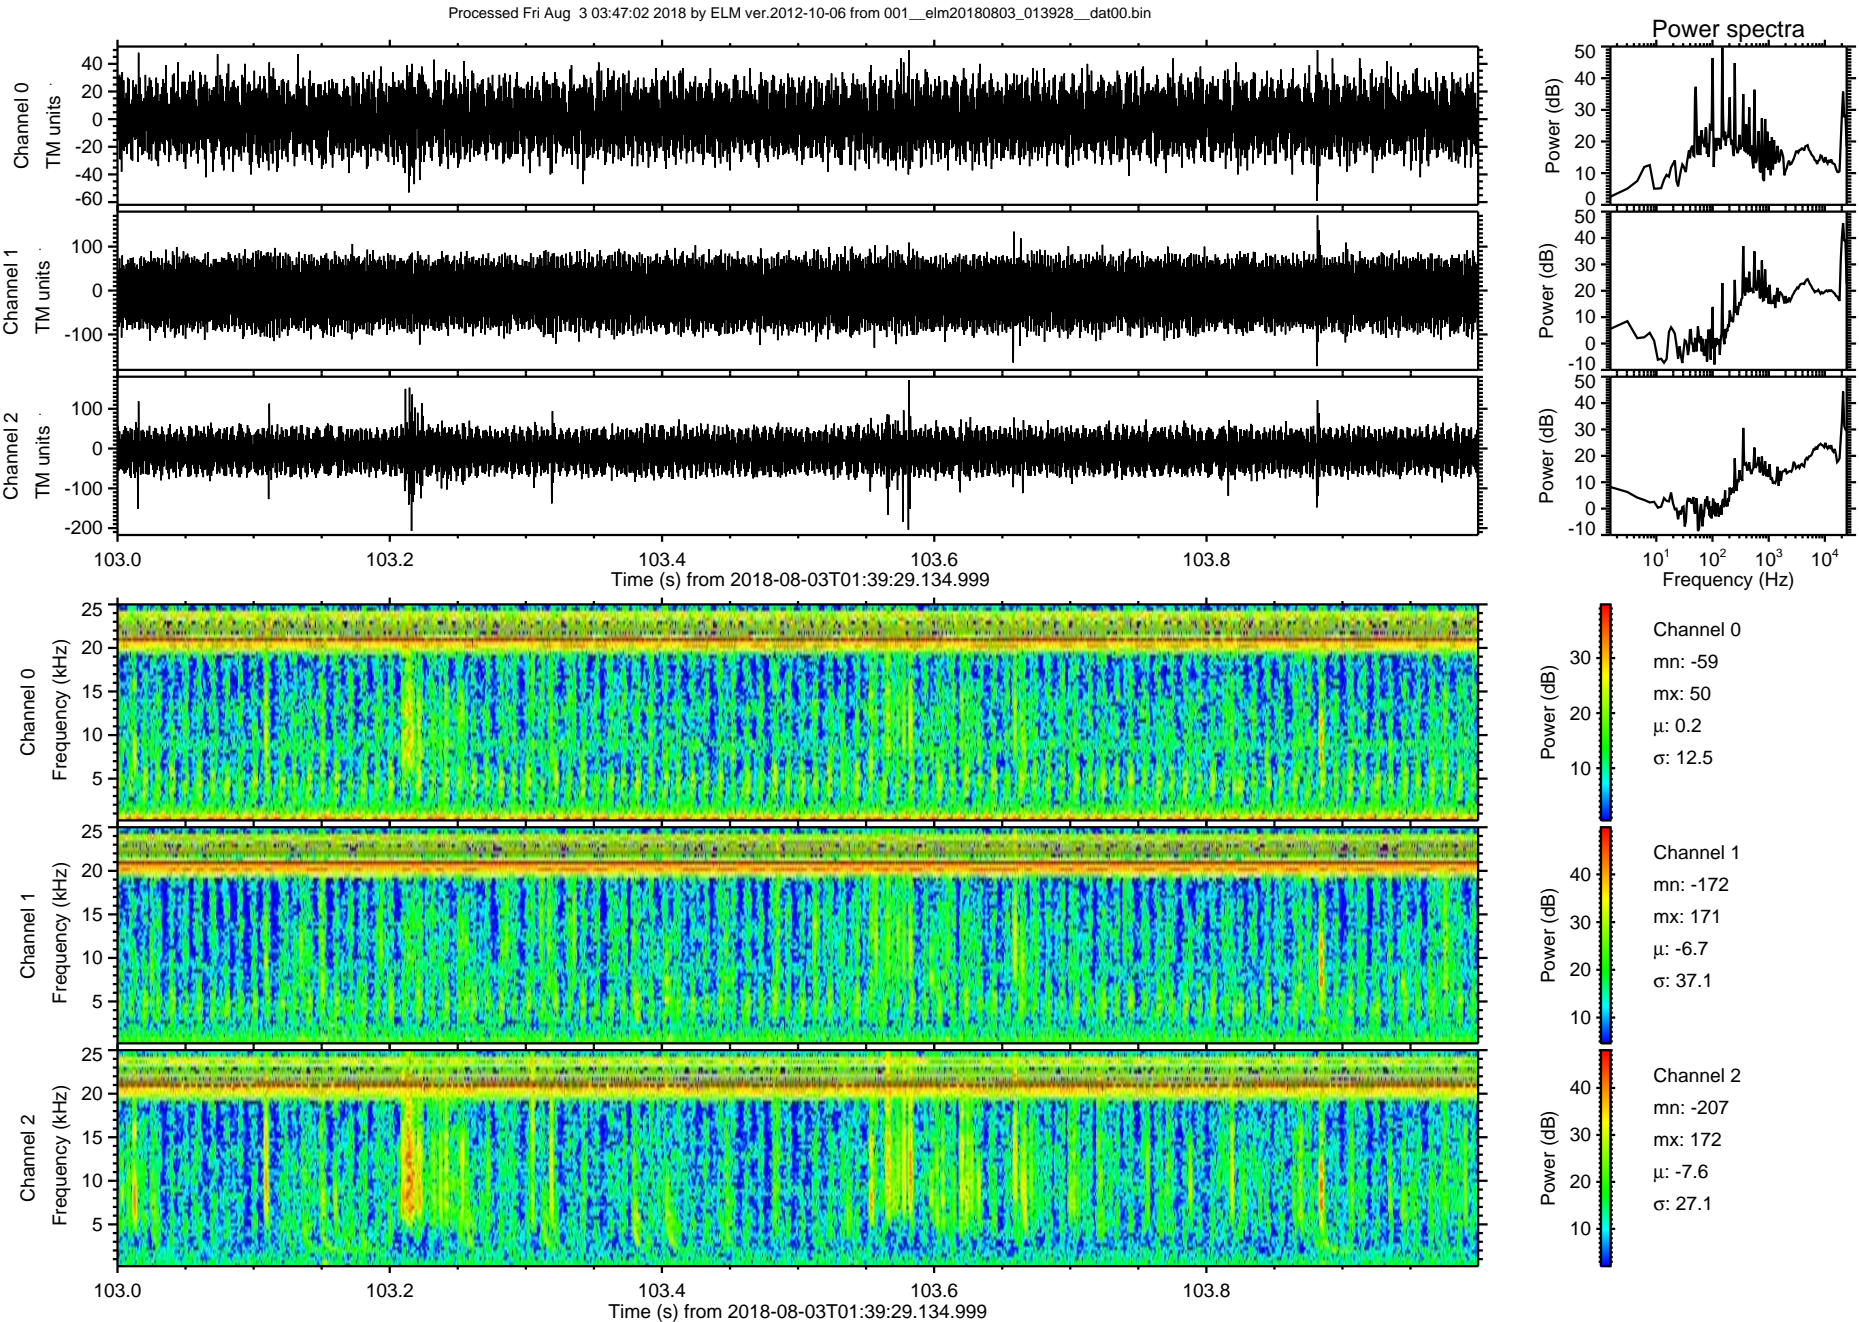 Processed Fri Aug  3 03:47:02 2018 by ELM ver.2012-10-06 from 001__elm20180803_013928__dat00.bin
Power spectra
Channel 0
TM units
40
20
0
-20
-40
-60
Power (dB)
50
40
30
20
10
0
Channel 1
TM units
100
0
-100
Power (dB)
50
40
30
20
10
0
-10
Channel 2
TM units
100
0
-100
-200
Power (dB)
50
40
30
20
10
0
-10
103.0 103.2 103.4 103.6 103.8
Time (s) from 2018-08-03T01:39:29.134.999
10^1 10^2 10^3 10^4
Frequency (Hz)
Channel 0
Frequency (kHz)
25
20
15
10
5
Power (dB)
30
20
10
Channel 0
mn: -59
mx: 50
μ: 0.2
σ: 12.5
Channel 1
Frequency (kHz)
25
20
15
10
5
Power (dB)
40
30
20
10
Channel 1
mn: -172
mx: 171
μ: -6.7
σ: 37.1
Channel 2
Frequency (kHz)
25
20
15
10
5
Power (dB)
40
30
20
10
Channel 2
mn: -207
mx: 172
μ: -7.6
σ: 27.1
103.0 103.2 103.4 103.6 103.8
Time (s) from 2018-08-03T01:39:29.134.999